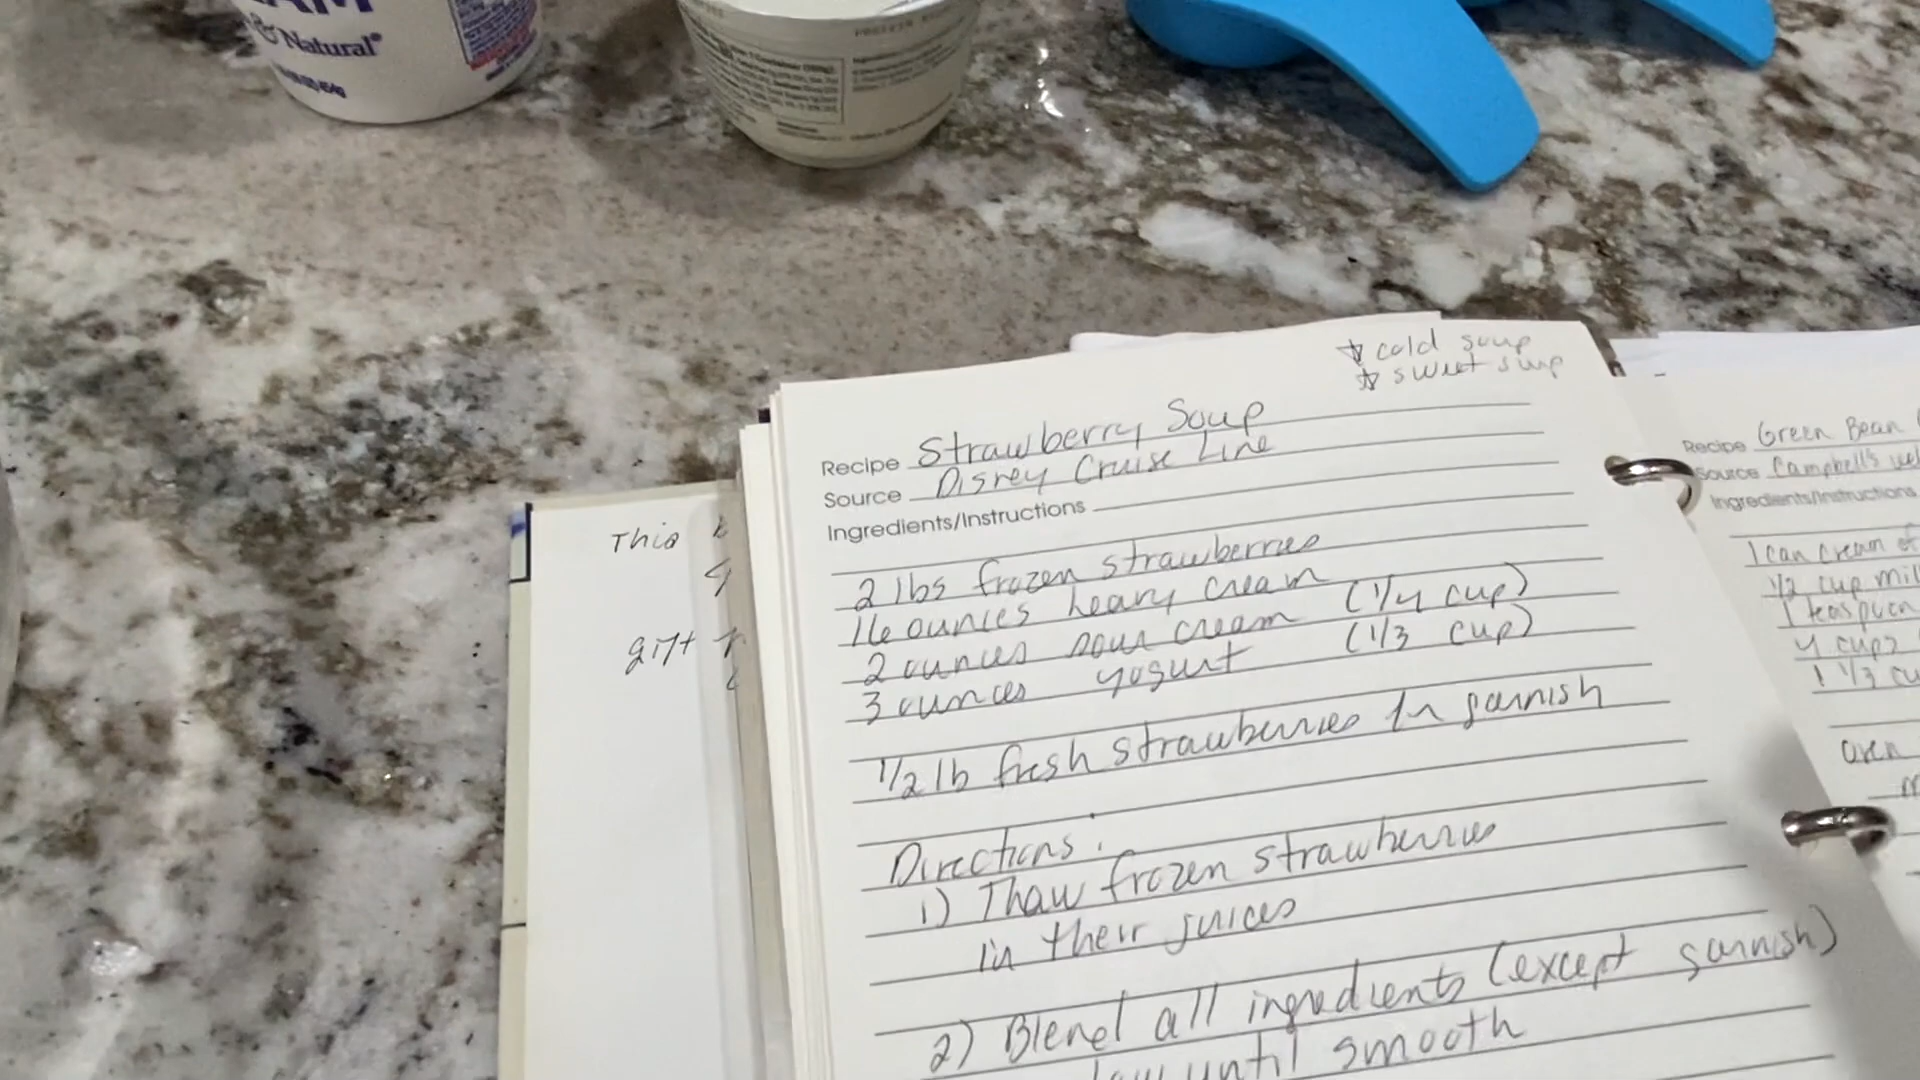 & Natural®
★ cold soup
★ sweet soup
Recipe Strawberry Soup
Source Disney Cruise Line
Ingredients/Instructions
2 lbs frozen strawberries
16 ounces heavy cream
2 ounces sour cream (1/4 cup)
3 ounces yogurt (1/3 cup)
1/2 lb fresh strawberries for garnish
Directions:
1) Thaw frozen strawberries
in their juices
2) Blend all ingredients (except garnish)
until smooth
This
gift
Recipe Green Bean
Source Campbell's
Ingredients/Instructions
1 can cream of
1/2 cup
1 teaspoon
4 cups
1 1/3
oven